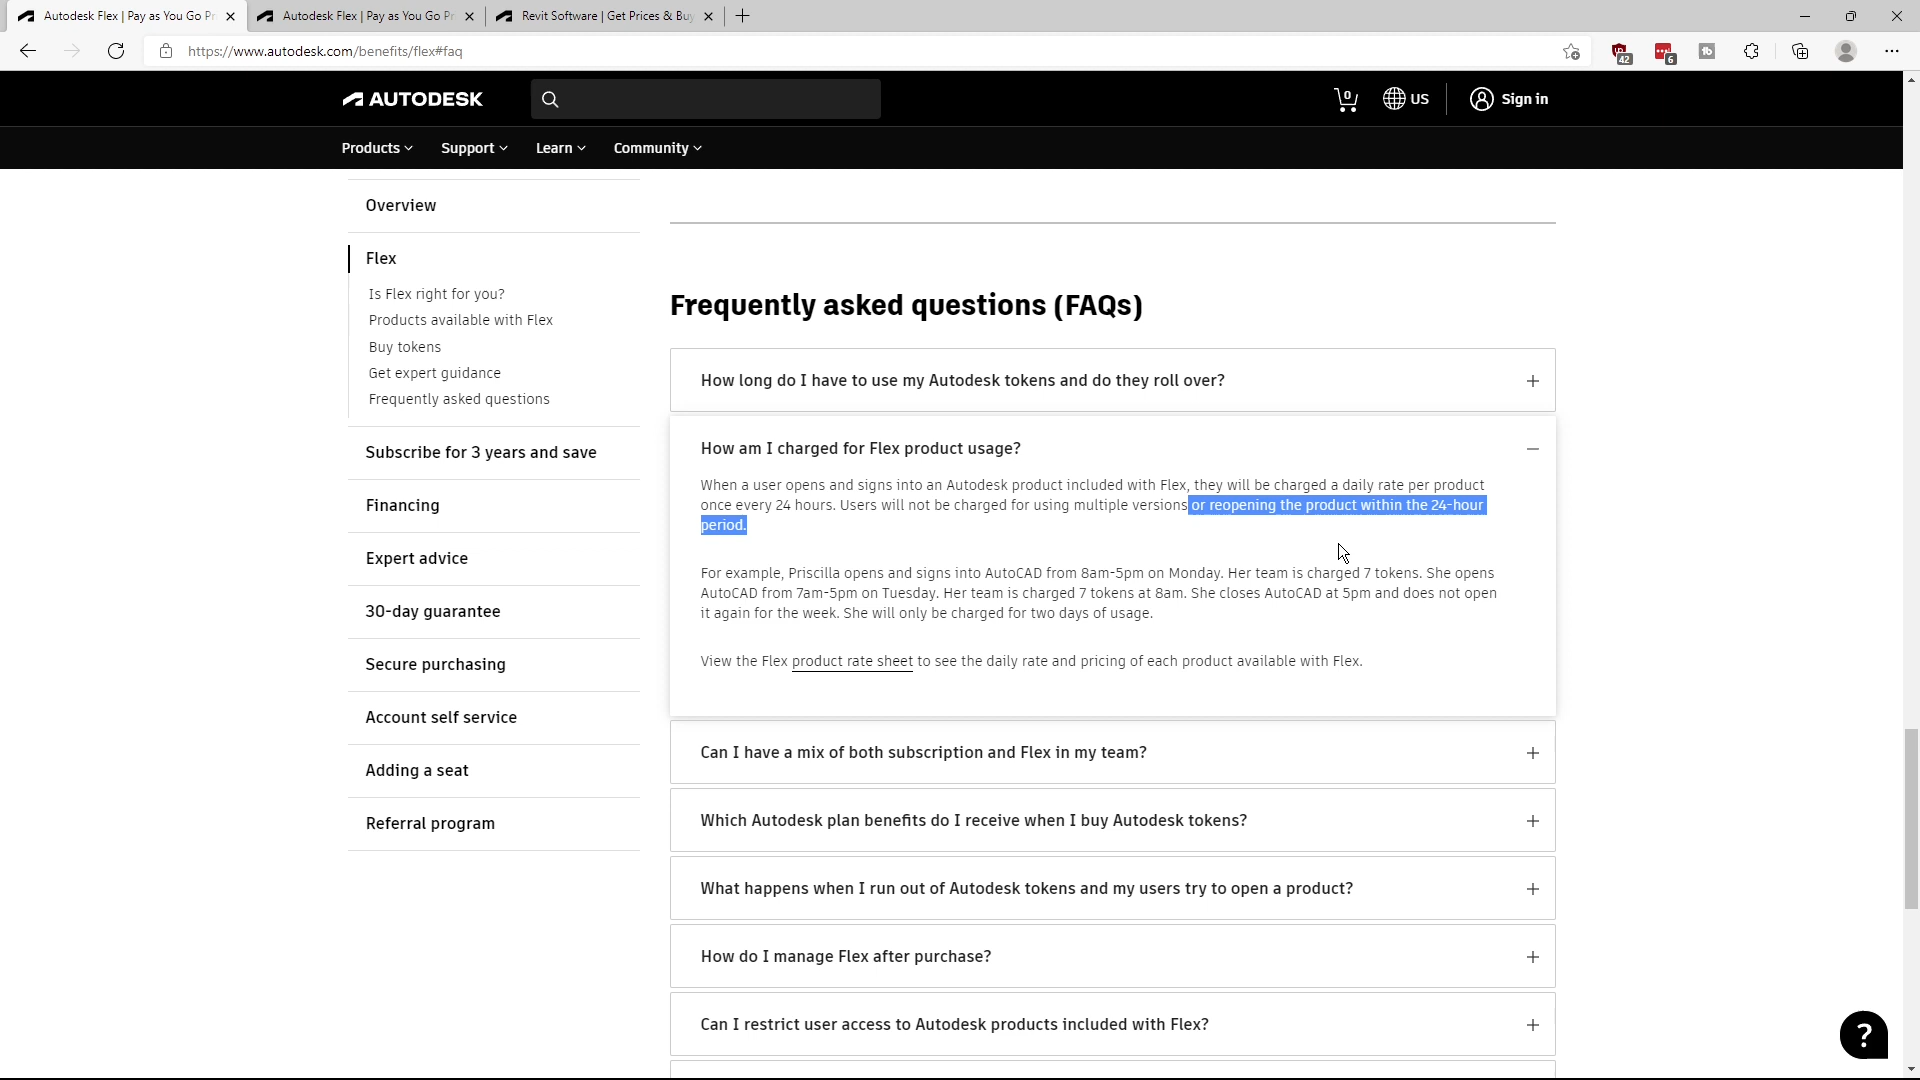 Autodesk Flex | Pay as You Go Pr
Autodesk Flex | Pay as You Go Pr
Revit Software | Get Prices & Buy
https://www.autodesk.com/benefits/flex#faq
42
6
AUTODESK
0
US
Sign in
Products
Support
Learn
Community
Overview
Flex
Is Flex right for you?
Products available with Flex
Buy tokens
Get expert guidance
Frequently asked questions
Subscribe for 3 years and save
Financing
Expert advice
30-day guarantee
Secure purchasing
Account self service
Adding a seat
Referral program
Frequently asked questions (FAQs)
How long do I have to use my Autodesk tokens and do they roll over?
How am I charged for Flex product usage?
When a user opens and signs into an Autodesk product included with Flex, they will be charged a daily rate per product
once every 24 hours. Users will not be charged for using multiple versions or reopening the product within the 24-hour
period.
For example, Priscilla opens and signs into AutoCAD from 8am-5pm on Monday. Her team is charged 7 tokens. She opens
AutoCAD from 7am-5pm on Tuesday. Her team is charged 7 tokens at 8am. She closes AutoCAD at 5pm and does not open
it again for the week. She will only be charged for two days of usage.
View the Flex product rate sheet to see the daily rate and pricing of each product available with Flex.
Can I have a mix of both subscription and Flex in my team?
Which Autodesk plan benefits do I receive when I buy Autodesk tokens?
What happens when I run out of Autodesk tokens and my users try to open a product?
How do I manage Flex after purchase?
Can I restrict user access to Autodesk products included with Flex?
?